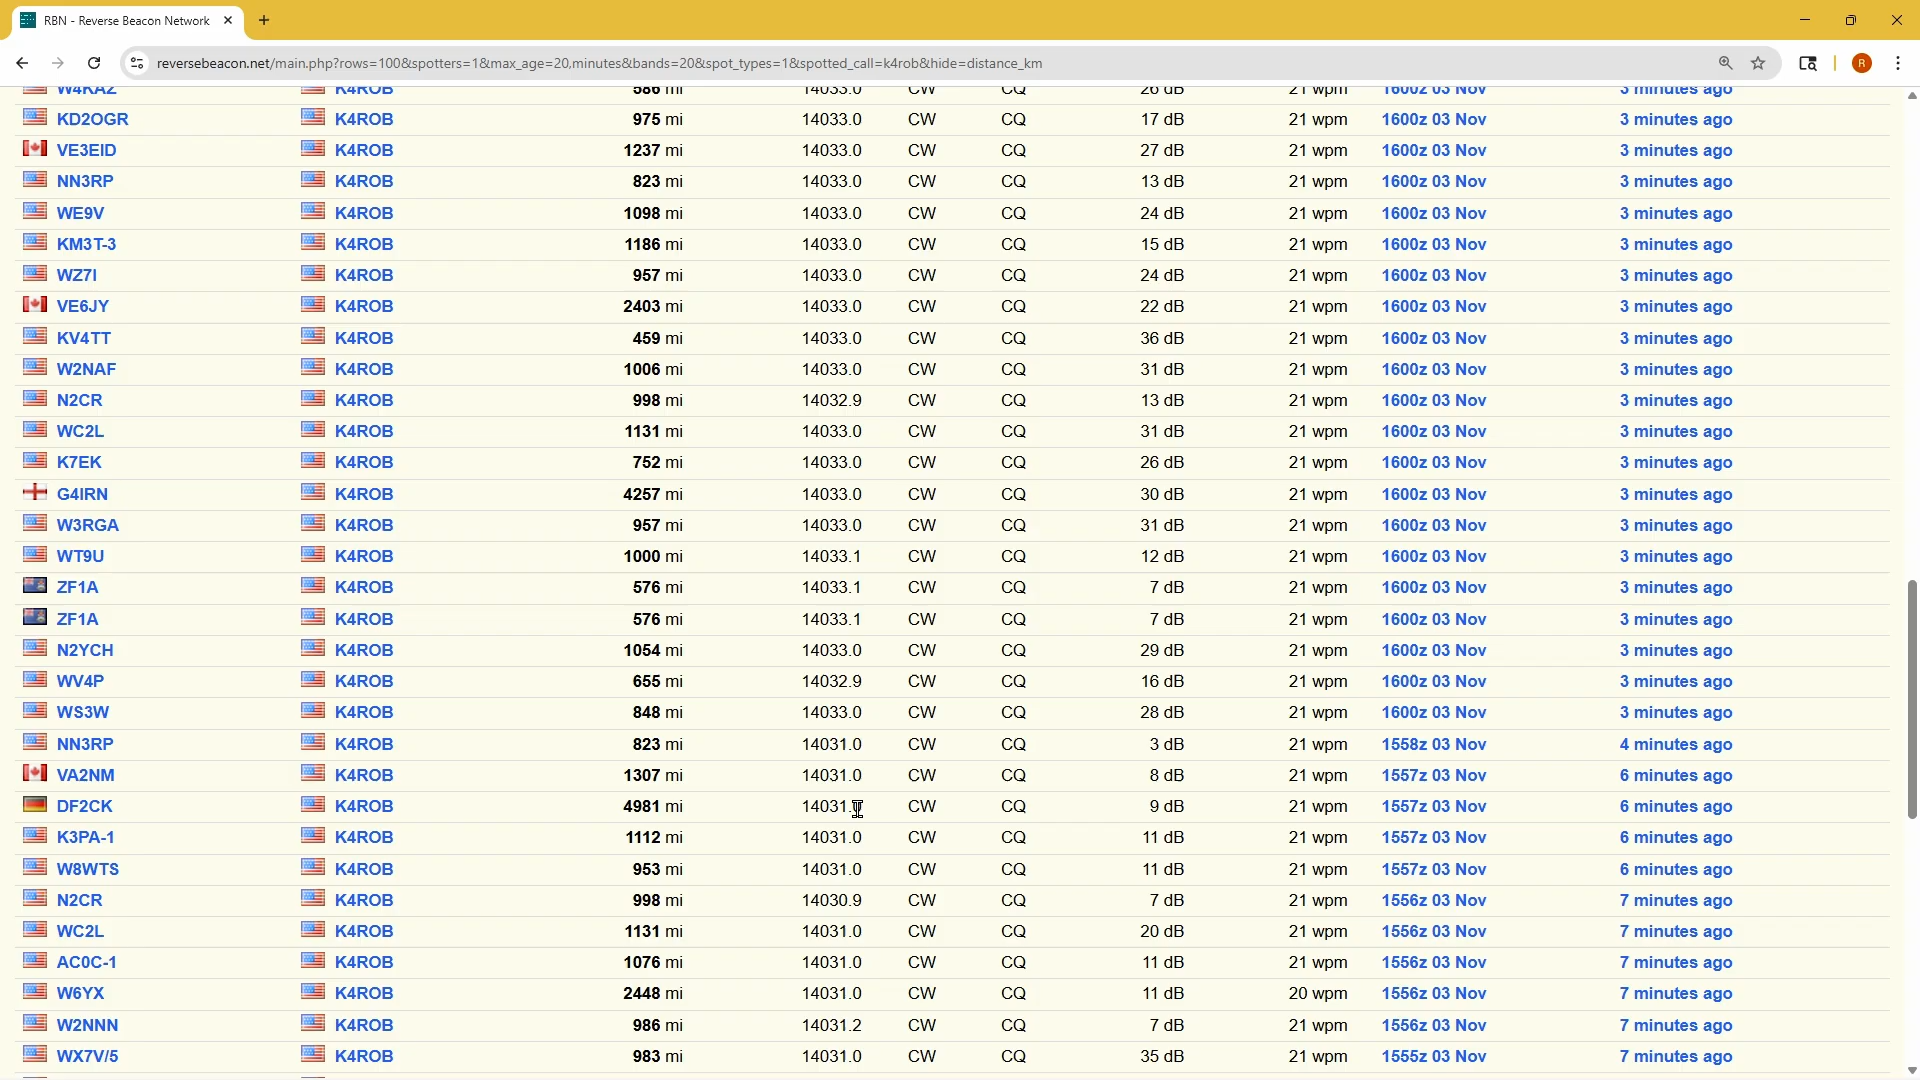 RBN - Reverse Beacon Network
reversebeacon.net/main.php?rows=100&spotters=1&max_age=20,minutes&bands=20&spot_types=1&spotted_call=k4rob&hide=distance_km
R
W4KAZ K4ROB 586 mi 14033.0 CW CQ 26 dB 21 wpm 1600z 03 Nov 3 minutes ago
KD2OGR K4ROB 975 mi 14033.0 CW CQ 17 dB 21 wpm 1600z 03 Nov 3 minutes ago
VE3EID K4ROB 1237 mi 14033.0 CW CQ 27 dB 21 wpm 1600z 03 Nov 3 minutes ago
NN3RP K4ROB 823 mi 14033.0 CW CQ 13 dB 21 wpm 1600z 03 Nov 3 minutes ago
WE9V K4ROB 1098 mi 14033.0 CW CQ 24 dB 21 wpm 1600z 03 Nov 3 minutes ago
KM3T-3 K4ROB 1186 mi 14033.0 CW CQ 15 dB 21 wpm 1600z 03 Nov 3 minutes ago
WZ7I K4ROB 957 mi 14033.0 CW CQ 24 dB 21 wpm 1600z 03 Nov 3 minutes ago
VE6JY K4ROB 2403 mi 14033.0 CW CQ 22 dB 21 wpm 1600z 03 Nov 3 minutes ago
KV4TT K4ROB 459 mi 14033.0 CW CQ 36 dB 21 wpm 1600z 03 Nov 3 minutes ago
W2NAF K4ROB 1006 mi 14033.0 CW CQ 31 dB 21 wpm 1600z 03 Nov 3 minutes ago
N2CR K4ROB 998 mi 14032.9 CW CQ 13 dB 21 wpm 1600z 03 Nov 3 minutes ago
WC2L K4ROB 1131 mi 14033.0 CW CQ 31 dB 21 wpm 1600z 03 Nov 3 minutes ago
K7EK K4ROB 752 mi 14033.0 CW CQ 26 dB 21 wpm 1600z 03 Nov 3 minutes ago
G4IRN K4ROB 4257 mi 14033.0 CW CQ 30 dB 21 wpm 1600z 03 Nov 3 minutes ago
W3RGA K4ROB 957 mi 14033.0 CW CQ 31 dB 21 wpm 1600z 03 Nov 3 minutes ago
WT9U K4ROB 1000 mi 14033.1 CW CQ 12 dB 21 wpm 1600z 03 Nov 3 minutes ago
ZF1A K4ROB 576 mi 14033.1 CW CQ 7 dB 21 wpm 1600z 03 Nov 3 minutes ago
ZF1A K4ROB 576 mi 14033.1 CW CQ 7 dB 21 wpm 1600z 03 Nov 3 minutes ago
N2YCH K4ROB 1054 mi 14033.0 CW CQ 29 dB 21 wpm 1600z 03 Nov 3 minutes ago
WV4P K4ROB 655 mi 14032.9 CW CQ 16 dB 21 wpm 1600z 03 Nov 3 minutes ago
WS3W K4ROB 848 mi 14033.0 CW CQ 28 dB 21 wpm 1600z 03 Nov 3 minutes ago
NN3RP K4ROB 823 mi 14031.0 CW CQ 3 dB 21 wpm 1558z 03 Nov 4 minutes ago
VA2NM K4ROB 1307 mi 14031.0 CW CQ 8 dB 21 wpm 1557z 03 Nov 6 minutes ago
DF2CK K4ROB 4981 mi 14031.0 CW CQ 9 dB 21 wpm 1557z 03 Nov 6 minutes ago
K3PA-1 K4ROB 1112 mi 14031.0 CW CQ 11 dB 21 wpm 1557z 03 Nov 6 minutes ago
W8WTS K4ROB 953 mi 14031.0 CW CQ 11 dB 21 wpm 1557z 03 Nov 6 minutes ago
N2CR K4ROB 998 mi 14030.9 CW CQ 7 dB 21 wpm 1556z 03 Nov 7 minutes ago
WC2L K4ROB 1131 mi 14031.0 CW CQ 20 dB 21 wpm 1556z 03 Nov 7 minutes ago
AC0C-1 K4ROB 1076 mi 14031.0 CW CQ 11 dB 21 wpm 1556z 03 Nov 7 minutes ago
W6YX K4ROB 2448 mi 14031.0 CW CQ 11 dB 20 wpm 1556z 03 Nov 7 minutes ago
W2NNN K4ROB 986 mi 14031.2 CW CQ 7 dB 21 wpm 1556z 03 Nov 7 minutes ago
WX7V/5 K4ROB 983 mi 14031.0 CW CQ 35 dB 21 wpm 1555z 03 Nov 7 minutes ago